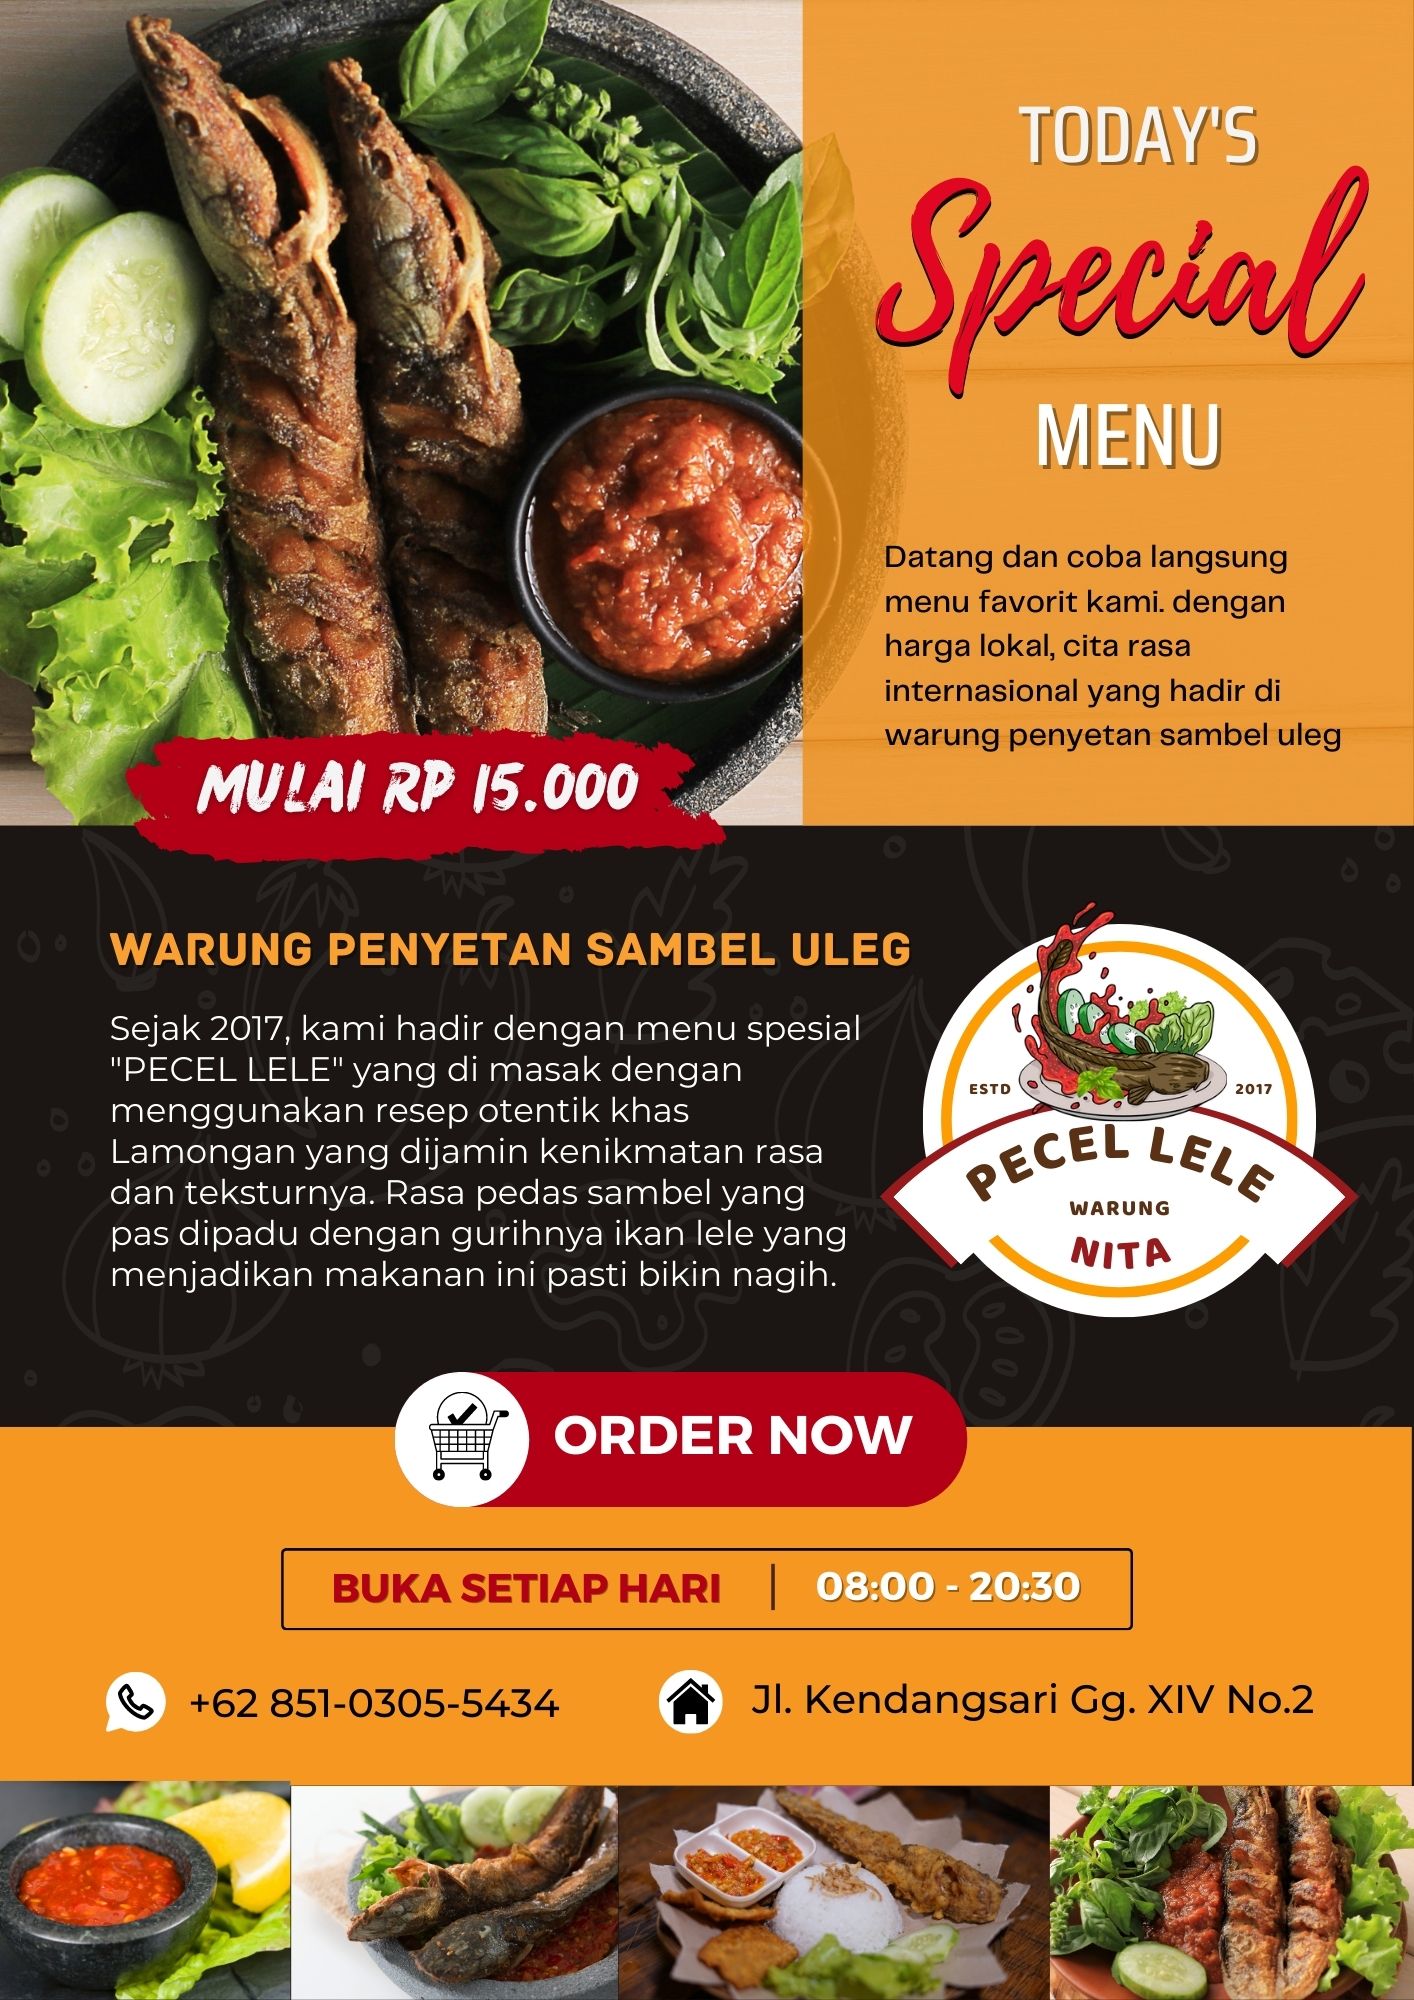 TODAY'S
Special
MENU
Datang dan coba langsung
menu favorit kami. dengan
harga lokal, cita rasa
internasional yang hadir di
warung penyetan sambel uleg
MULAI RP 15.000
WARUNG PENYETAN SAMBEL ULEG
Sejak 2017, kami hadir dengan menu spesial
"PECEL LELE" yang di masak dengan
menggunakan resep otentik khas
Lamongan yang dijamin kenikmatan rasa
dan teksturnya. Rasa pedas sambel yang
pas dipadu dengan gurihnya ikan lele yang
menjadikan makanan ini pasti bikin nagih.
ESTD 2017
PECEL LELE
WARUNG
NITA
ORDER NOW
BUKA SETIAP HARI | 08:00 - 20:30
+62 851-0305-5434
Jl. Kendangsari Gg. XIV No.2